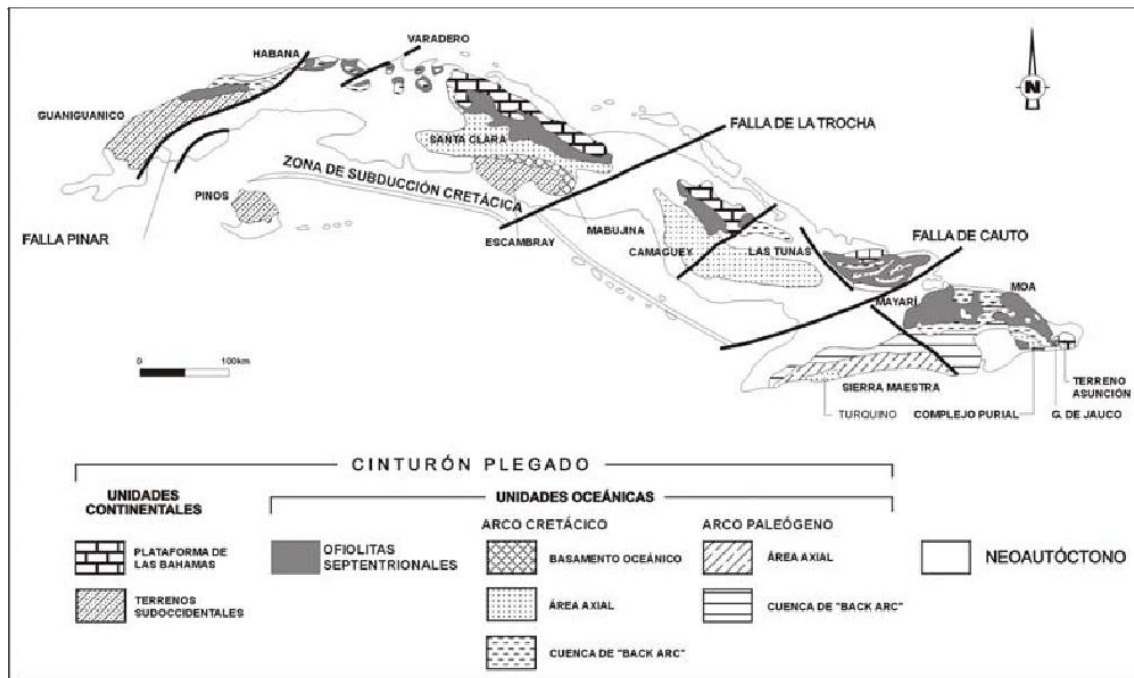 VARADERO
HABANA
N
GUANIGUANICO
FALLA DE LA TROCHA
SANTA CLARA
ZONA DE SUBDUCCIÓN CRETÁCICA
PINOS
FALLA PINAR
ESCAMBRAY
MABUJINA
CAMAGUEY
LAS TUNAS
FALLA DE CAUTO
MAYARÍ
MOA
0 100km
SIERRA MAESTRA
TERRENO
ASUNCIÓN
TURQUINO
COMPLEJO PURIAL
G. DE JAUCO
CINTURÓN PLEGADO
UNIDADES
CONTINENTALES
UNIDADES OCEÁNICAS
ARCO CRETÁCICO
ARCO PALEÓGENO
PLATAFORMA DE
LAS BAHAMAS
OFIOLITAS
SEPTENTRIONALES
BASAMENTO OCEÁNICO
ÁREA AXIAL
NEOAUTÓCTONO
TERRENOS
SUDOCCIDENTALES
ÁREA AXIAL
CUENCA DE "BACK ARC"
CUENCA DE "BACK ARC"